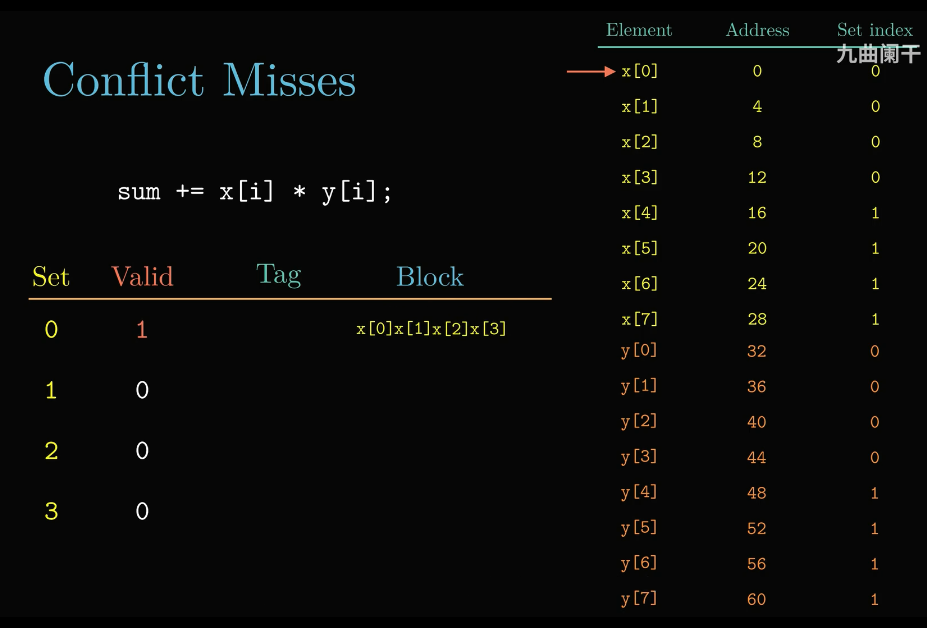 Conflict Misses
sum += x[i] * y[i];
Set Valid Tag Block
0 1 x[0]x[1]x[2]x[3]
1 0
2 0
3 0
Element Address Set index
九曲阑干
x[0] 0 0
x[1] 4 0
x[2] 8 0
x[3] 12 0
x[4] 16 1
x[5] 20 1
x[6] 24 1
x[7] 28 1
y[0] 32 0
y[1] 36 0
y[2] 40 0
y[3] 44 0
y[4] 48 1
y[5] 52 1
y[6] 56 1
y[7] 60 1